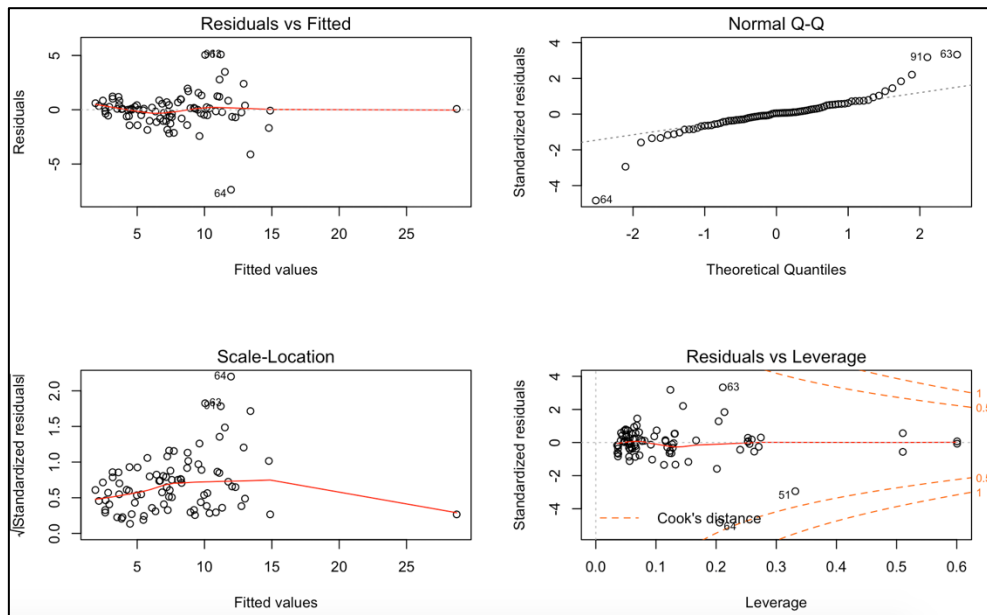 Residuals vs Fitted
Residuals
5
0
-5
63
64
5 10 15 20 25
Fitted values
Normal Q-Q
Standardized residuals
4
2
0
-2
-4
91
63
64
-2 -1 0 1 2
Theoretical Quantiles
Scale-Location
√|Standardized residuals|
2.0
1.5
1.0
0.5
0.0
64
63
5 10 15 20 25
Fitted values
Residuals vs Leverage
Standardized residuals
4
2
0
-2
-4
63
51
64
1
0.5
0.5
1
Cook's distance
0.0 0.1 0.2 0.3 0.4 0.5 0.6
Leverage